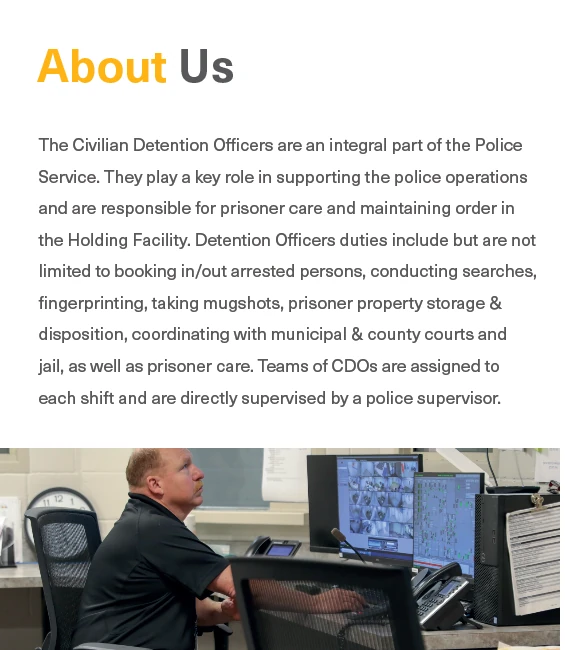 About Us
The Civilian Detention Officers are an integral part of the Police
Service. They play a key role in supporting the police operations
and are responsible for prisoner care and maintaining order in
the Holding Facility. Detention Officers duties include but are not
limited to booking in/out arrested persons, conducting searches,
fingerprinting, taking mugshots, prisoner property storage &
disposition, coordinating with municipal & county courts and
jail, as well as prisoner care. Teams of CDOs are assigned to
each shift and are directly supervised by a police supervisor.